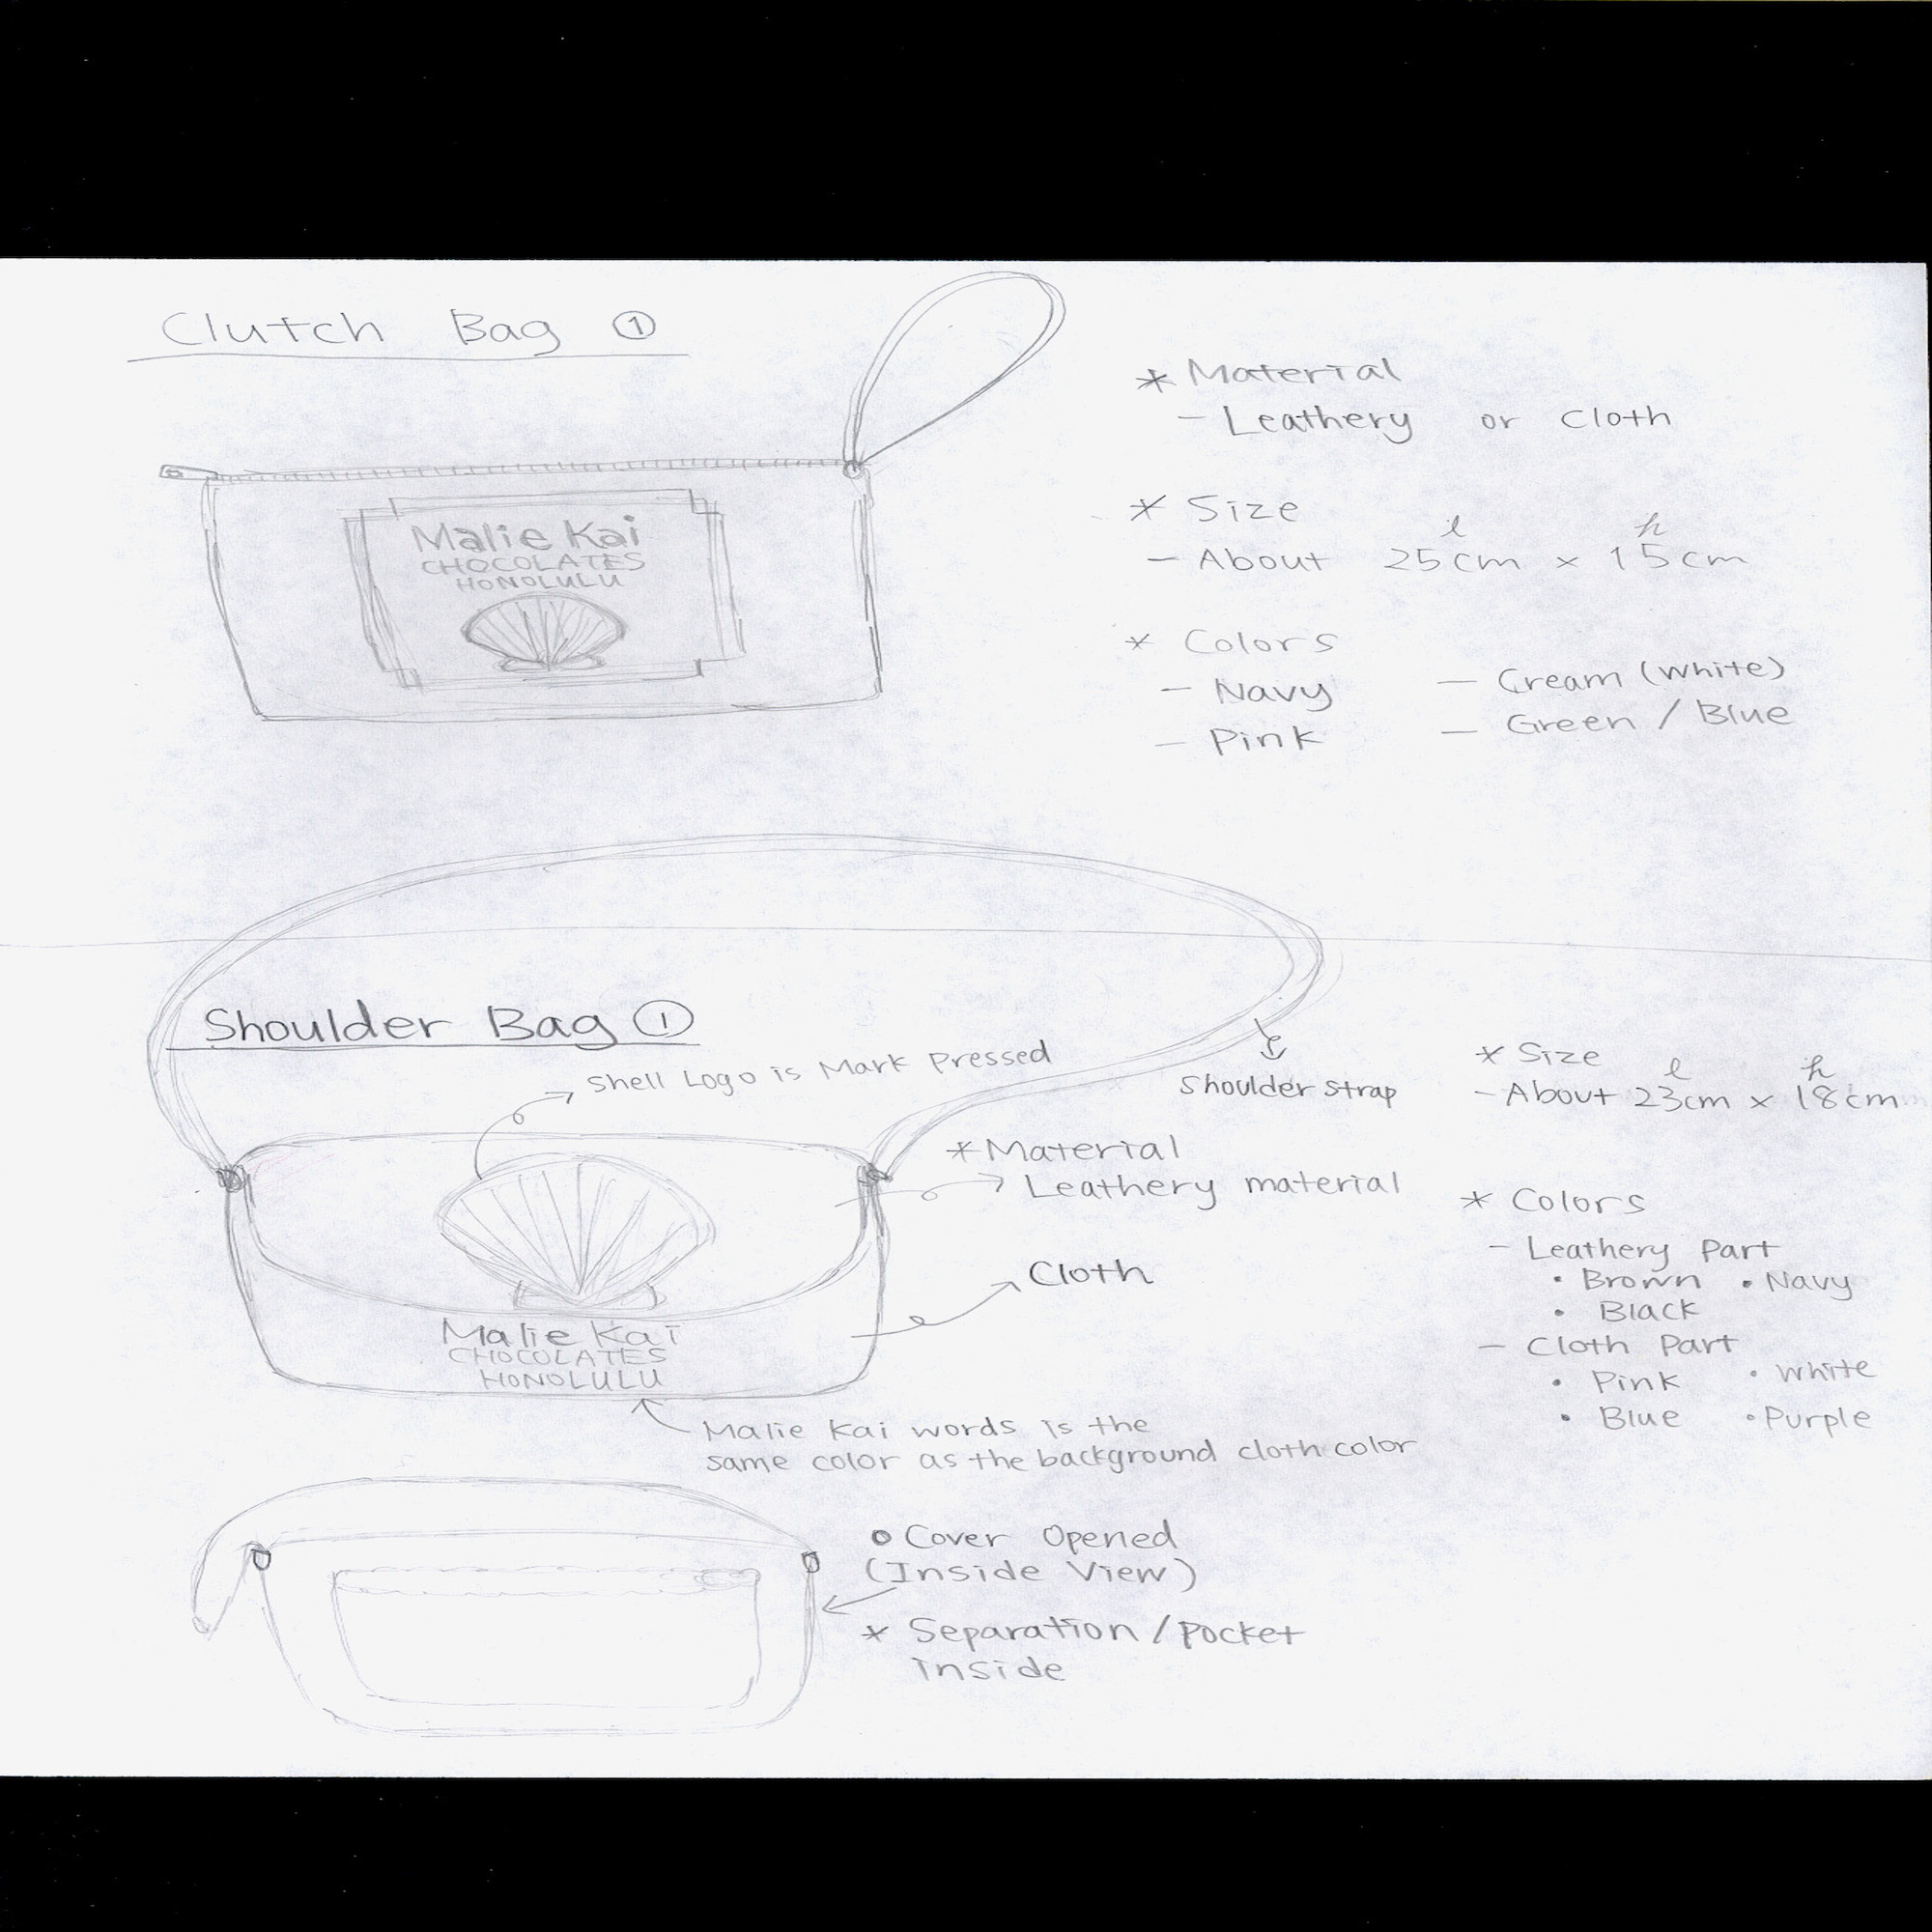 Clutch Bag ①
Malie Kai
CHOCOLATES
HONOLULU
* Material
- Leathery or Cloth
* Size
l h
- About 25cm x 15cm
* Colors
- Navy - Cream (White)
- Pink - Green / Blue
Shoulder Bag ①
Shell Logo is Mark Pressed
Shoulder strap
* Material
Leathery material
Cloth
Malie Kai
CHOCOLATES
HONOLULU
Malie Kai words is the
same color as the background cloth color
* Size
l h
- About 23cm x 18cm
* Colors
- Leathery Part
• Brown • Navy
• Black
- Cloth Part
• Pink • White
• Blue • Purple
• Cover Opened
(Inside View)
* Separation / Pocket
Inside